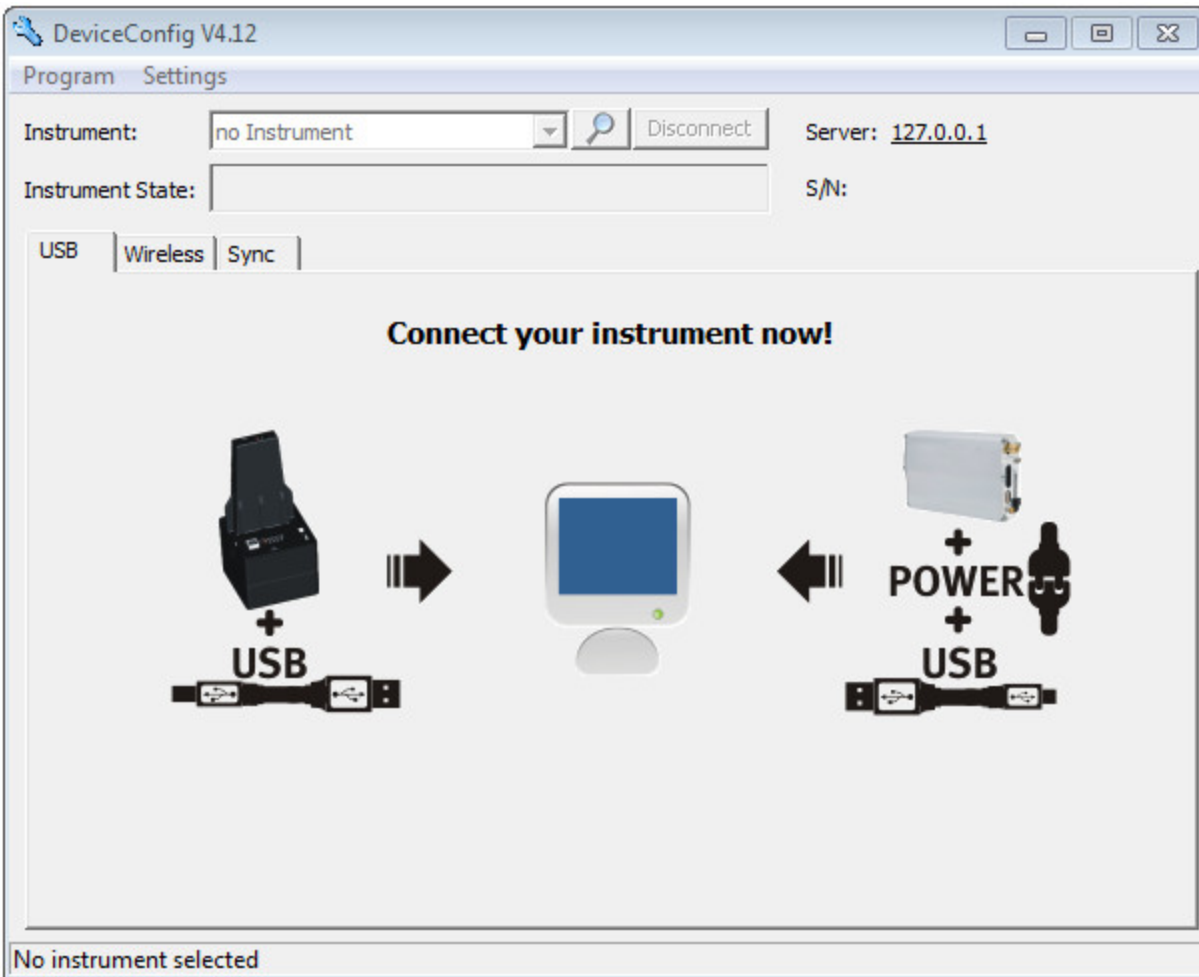 DeviceConfig V4.12
Program Settings
Instrument: no Instrument Disconnect Server: 127.0.0.1
Instrument State: S/N:
USB Wireless Sync
Connect your instrument now!
+
POWER
+ +
USB USB
No instrument selected